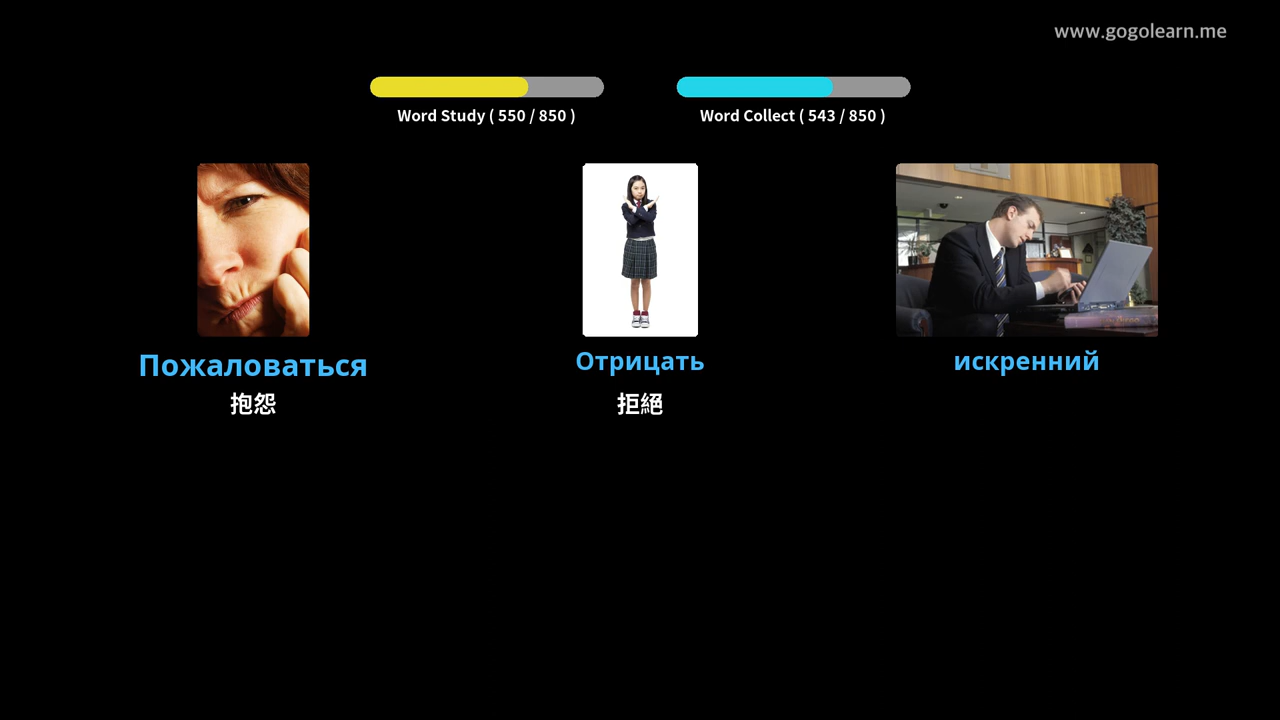 www.gogolearn.me
Word Study ( 550 / 850 )
Word Collect ( 543 / 850 )
Пожаловаться
Отрицать
искренний
抱怨
拒絕